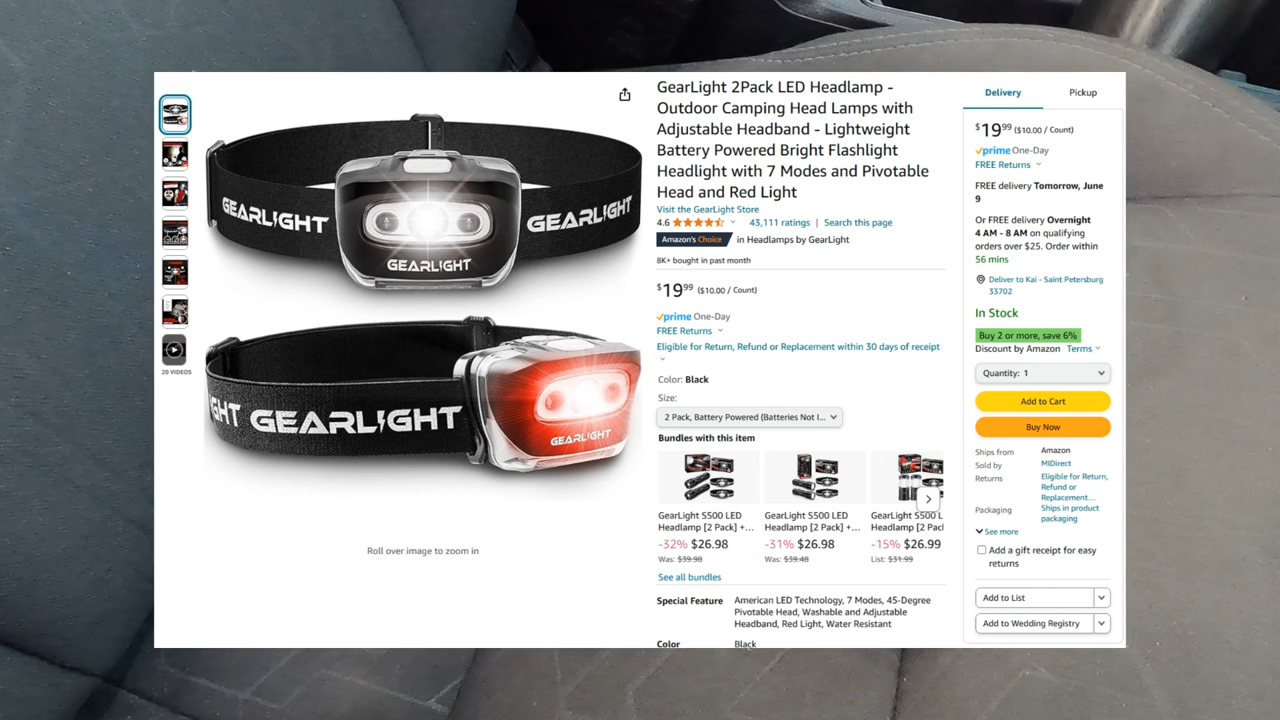 GEARLIGHT
GEARLIGHT
GEARLIGHT
GHT GEARLIGHT
GEARLIGHT
20 VIDEOS
Roll over image to zoom in
GearLight 2Pack LED Headlamp -
Outdoor Camping Head Lamps with
Adjustable Headband - Lightweight
Battery Powered Bright Flashlight
Headlight with 7 Modes and Pivotable
Head and Red Light
Visit the GearLight Store
4.6 43,111 ratings | Search this page
Amazon's Choice in Headlamps by GearLight
8K+ bought in past month
$19.99 ($10.00 / Count)
prime One-Day
FREE Returns
Eligible for Return, Refund or Replacement within 30 days of receipt
Color: Black
Size:
2 Pack, Battery Powered (Batteries Not I...
Bundles with this item
GearLight S500 LED
Headlamp [2 Pack] +...
-32% $26.98
Was: $39.98
GearLight S500 LED
Headlamp [2 Pack] +...
-31% $26.98
Was: $39.48
GearLight S500 L
Headlamp [2 Pac
-15% $26.99
List: $31.99
See all bundles
Special Feature American LED Technology, 7 Modes, 45-Degree
Pivotable Head, Washable and Adjustable
Headband, Red Light, Water Resistant
Color Black
Delivery Pickup
$19.99 ($10.00 / Count)
prime One-Day
FREE Returns
FREE delivery Tomorrow, June
9
Or FREE delivery Overnight
4 AM - 8 AM on qualifying
orders over $25. Order within
56 mins
Deliver to Kai - Saint Petersburg
33702
In Stock
Buy 2 or more, save 6%
Discount by Amazon Terms
Quantity: 1
Add to Cart
Buy Now
Ships from Amazon
Sold by MIDirect
Returns Eligible for Return,
Refund or
Replacement...
Packaging Ships in product
packaging
See more
Add a gift receipt for easy
returns
Add to List
Add to Wedding Registry